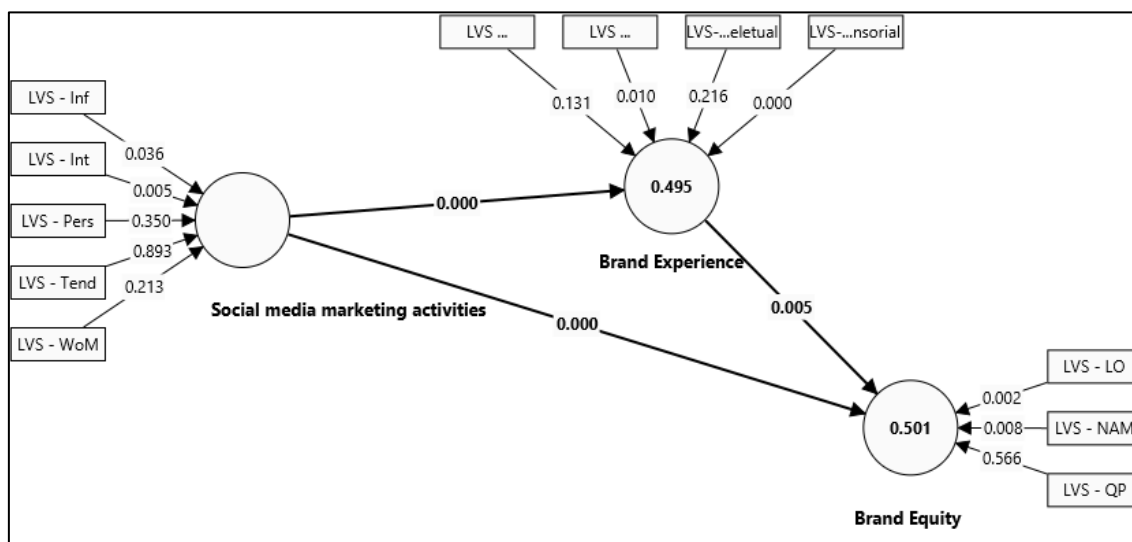 LVS ...
LVS ...
LVS-...eletual
LVS-...nsorial
0.131
0.010
0.216
0.000
LVS - Inf
LVS - Int
LVS - Pers
LVS - Tend
LVS - WoM
0.036
0.005
0.350
0.893
0.213
Social media marketing activities
0.000
0.495
Brand Experience
0.005
0.000
0.501
Brand Equity
0.002
0.008
0.566
LVS - LO
LVS - NAM
LVS - QP